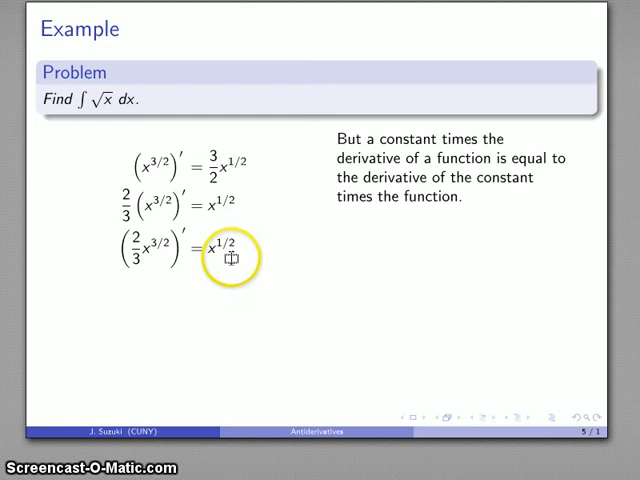 Example
Problem
Find ∫ √x dx.
(x^{3/2})′ = 3/2 x^{1/2}
2/3 (x^{3/2})′ = x^{1/2}
(2/3 x^{3/2})′ = x^{1/2}
But a constant times the
derivative of a function is equal to
the derivative of the constant
times the function.
J. Suzuki (CUNY) Antiderivatives 5 / 1
Screencast-O-Matic.com